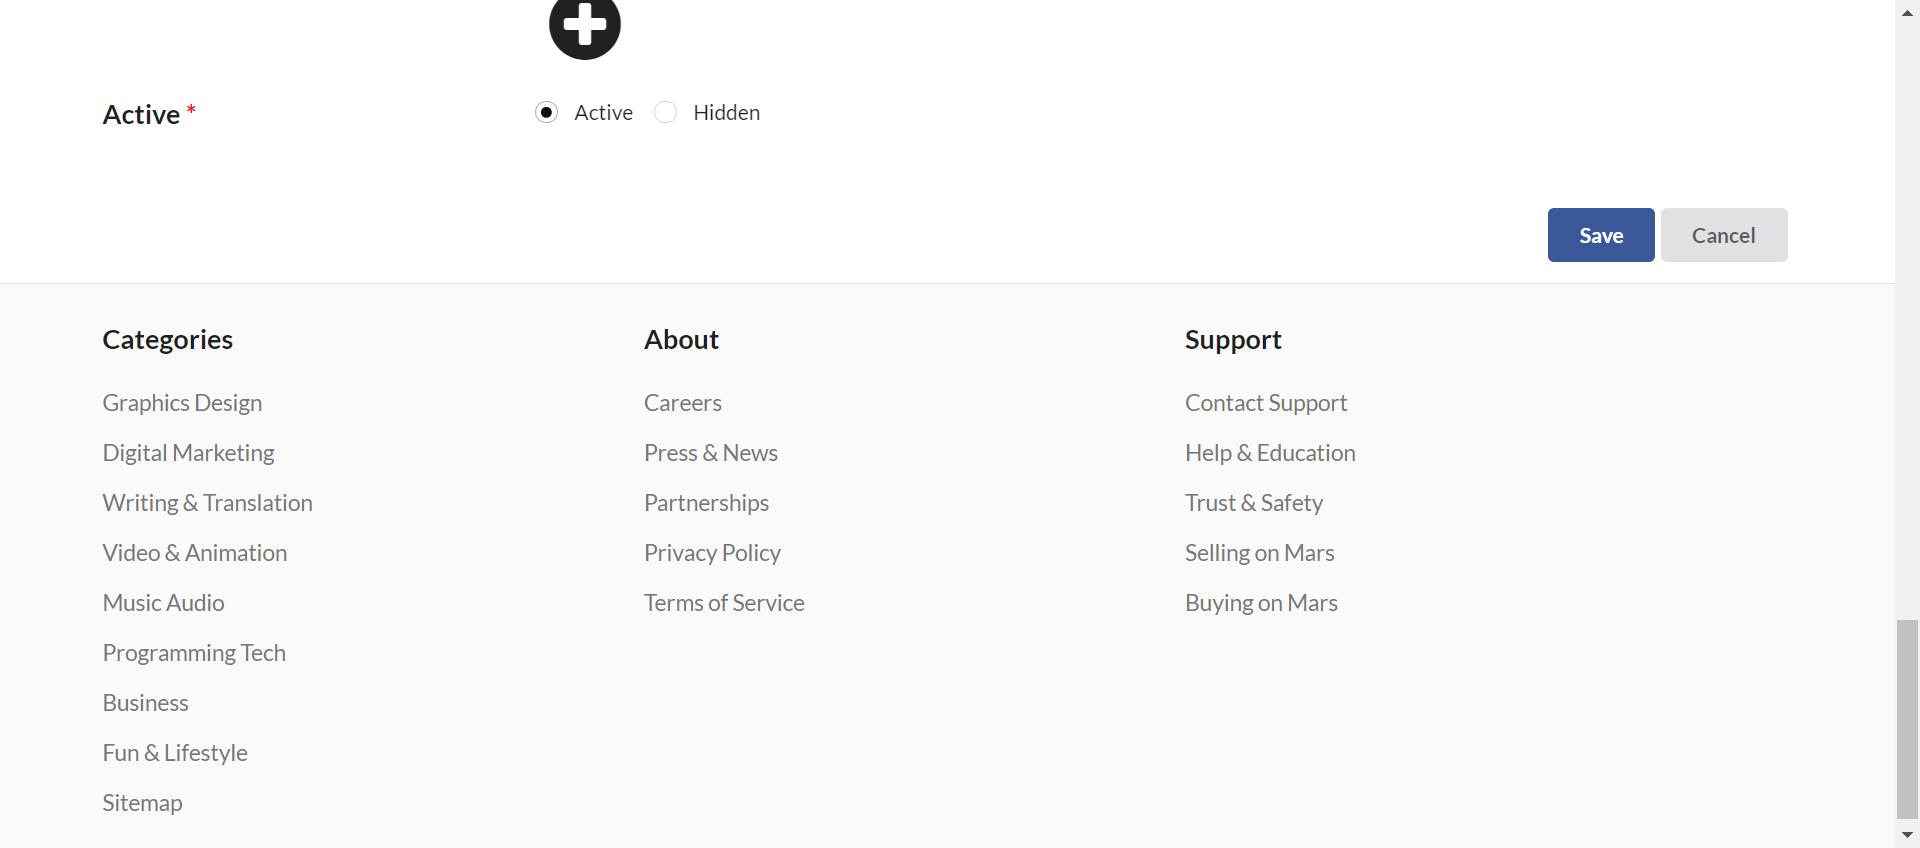 Active *
Active
Hidden
Save
Cancel
Categories
Graphics Design
Digital Marketing
Writing & Translation
Video & Animation
Music Audio
Programming Tech
Business
Fun & Lifestyle
Sitemap
About
Careers
Press & News
Partnerships
Privacy Policy
Terms of Service
Support
Contact Support
Help & Education
Trust & Safety
Selling on Mars
Buying on Mars